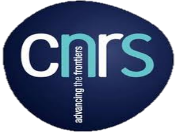 cnrs
advancing the frontiers